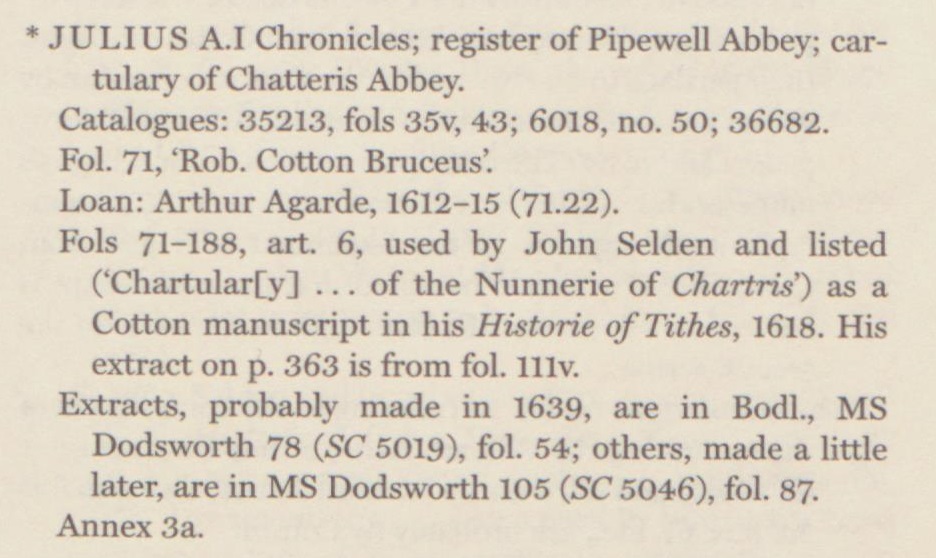 * JULIUS A.I Chronicles; register of Pipewell Abbey; car-
tulary of Chatteris Abbey.
Catalogues: 35213, fols 35v, 43; 6018, no. 50; 36682.
Fol. 71, ‘Rob. Cotton Bruceus’.
Loan: Arthur Agarde, 1612–15 (71.22).
Fols 71–188, art. 6, used by John Selden and listed
(‘Chartular[y] ... of the Nunnerie of Chartris’) as a
Cotton manuscript in his Historie of Tithes, 1618. His
extract on p. 363 is from fol. 111v.
Extracts, probably made in 1639, are in Bodl., MS
Dodsworth 78 (SC 5019), fol. 54; others, made a little
later, are in MS Dodsworth 105 (SC 5046), fol. 87.
Annex 3a.